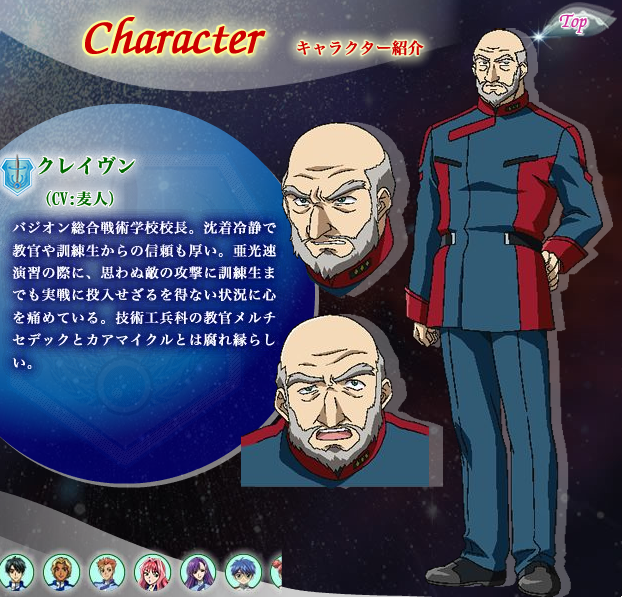 Character キャラクター紹介
Top
クレイヴン
(CV:麦人)
バジオン総合戦術学校校長。沈着冷静で
教官や訓練生からの信頼も厚い。亜光速
演習の際に、思わぬ敵の攻撃に訓練生ま
でも実戦に投入せざるを得ない状況に心
を痛めている。技術工兵科の教官メルチ
セデックとカアマイクルとは腐れ縁らし
い。